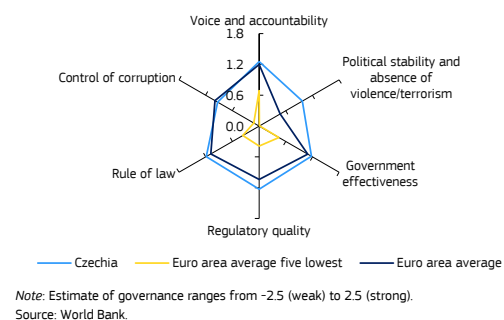 Voice and accountability
1.8
1.2
0.6
0.0
Political stability and
absence of
violence/terrorism
Control of corruption
Rule of law
Government
effectiveness
Regulatory quality
Czechia
Euro area average five lowest
Euro area average
Note: Estimate of governance ranges from -2.5 (weak) to 2.5 (strong).
Source: World Bank.